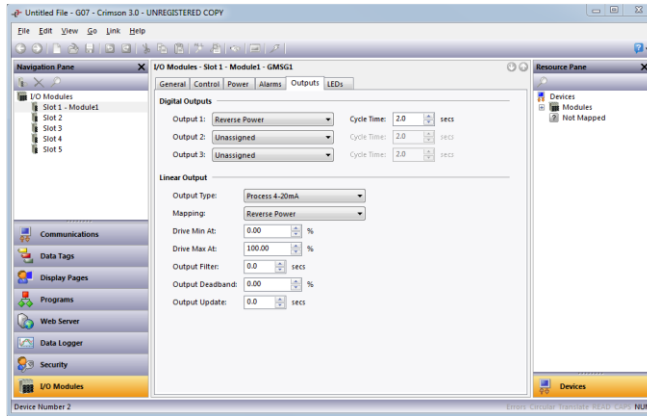 Untitled File - G07 - Crimson 3.0 - UNREGISTERED COPY
File Edit View Go Link Help
Navigation Pane
I/O Modules - Slot 1 - Module1 - GMSG1
Resource Pane
I/O Modules
Slot 1 - Module1
Slot 2
Slot 3
Slot 4
Slot 5
General Control Power Alarms Outputs LEDs
Devices
Modules
Not Mapped
Digital Outputs
Output 1: Reverse Power Cycle Time: 2.0 secs
Output 2: Unassigned Cycle Time: 2.0 secs
Output 3: Unassigned Cycle Time: 2.0 secs
Linear Output
Output Type: Process 4-20mA
Mapping: Reverse Power
Drive Min At: 0.00 %
Drive Max At: 100.00 %
Output Filter: 0.0 secs
Output Deadband: 0.00 %
Output Update: 0.0 secs
Communications
Data Tags
Display Pages
Programs
Web Server
Data Logger
Security
I/O Modules
Devices
Device Number 2
Errors Circular Translate READ CAPS NUM